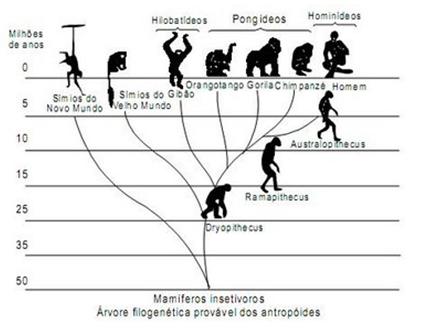 Hilobatídeos
Pongídeos
Hominídeos
Milhões
de anos
0
5
10
15
25
35
50
Símios do
Novo Mundo
Símios do
Velho Mundo
Gibão
Orangotango
Gorila
Chimpanzé
Homem
Australopithecus
Ramapithecus
Dryopithecus
Mamíferos insetivoros
Árvore filogenética provável dos antropóides